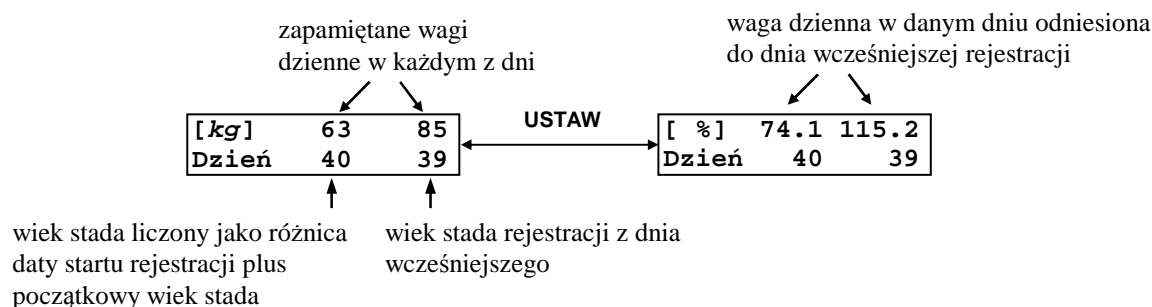 zapamiętane wagi
dzienne w każdym z dni
waga dzienna w danym dniu odniesiona
do dnia wcześniejszej rejestracji
[kg] 63 85
Dzień 40 39
USTAW
[ %] 74.1 115.2
Dzień 40 39
wiek stada liczony jako różnica
daty startu rejestracji plus
początkowy wiek stada
wiek stada rejestracji z dnia
wcześniejszego